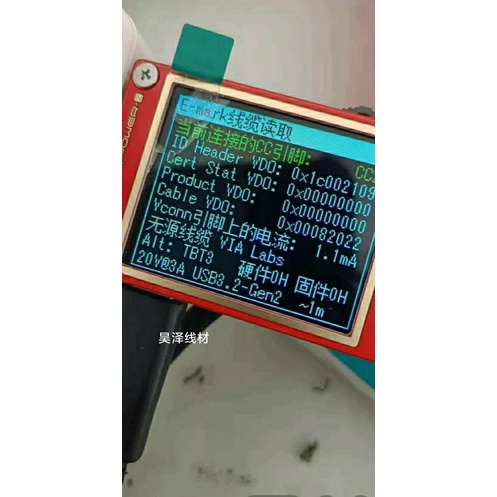 E-mark线缆读取
当前连接的CC引脚: CC
ID Header VDO: 0x1c002109
Cert Stat VDO: 0x00000000
Product VDO: 0x00000000
Cable VDO: 0x00082022
Vconn引脚上的电流: 1.1mA
无源线缆 VIA Labs
Alt: TBT3 硬件0H 固件0H
20V@3A USB3.2-Gen2 ~1m
昊泽线材